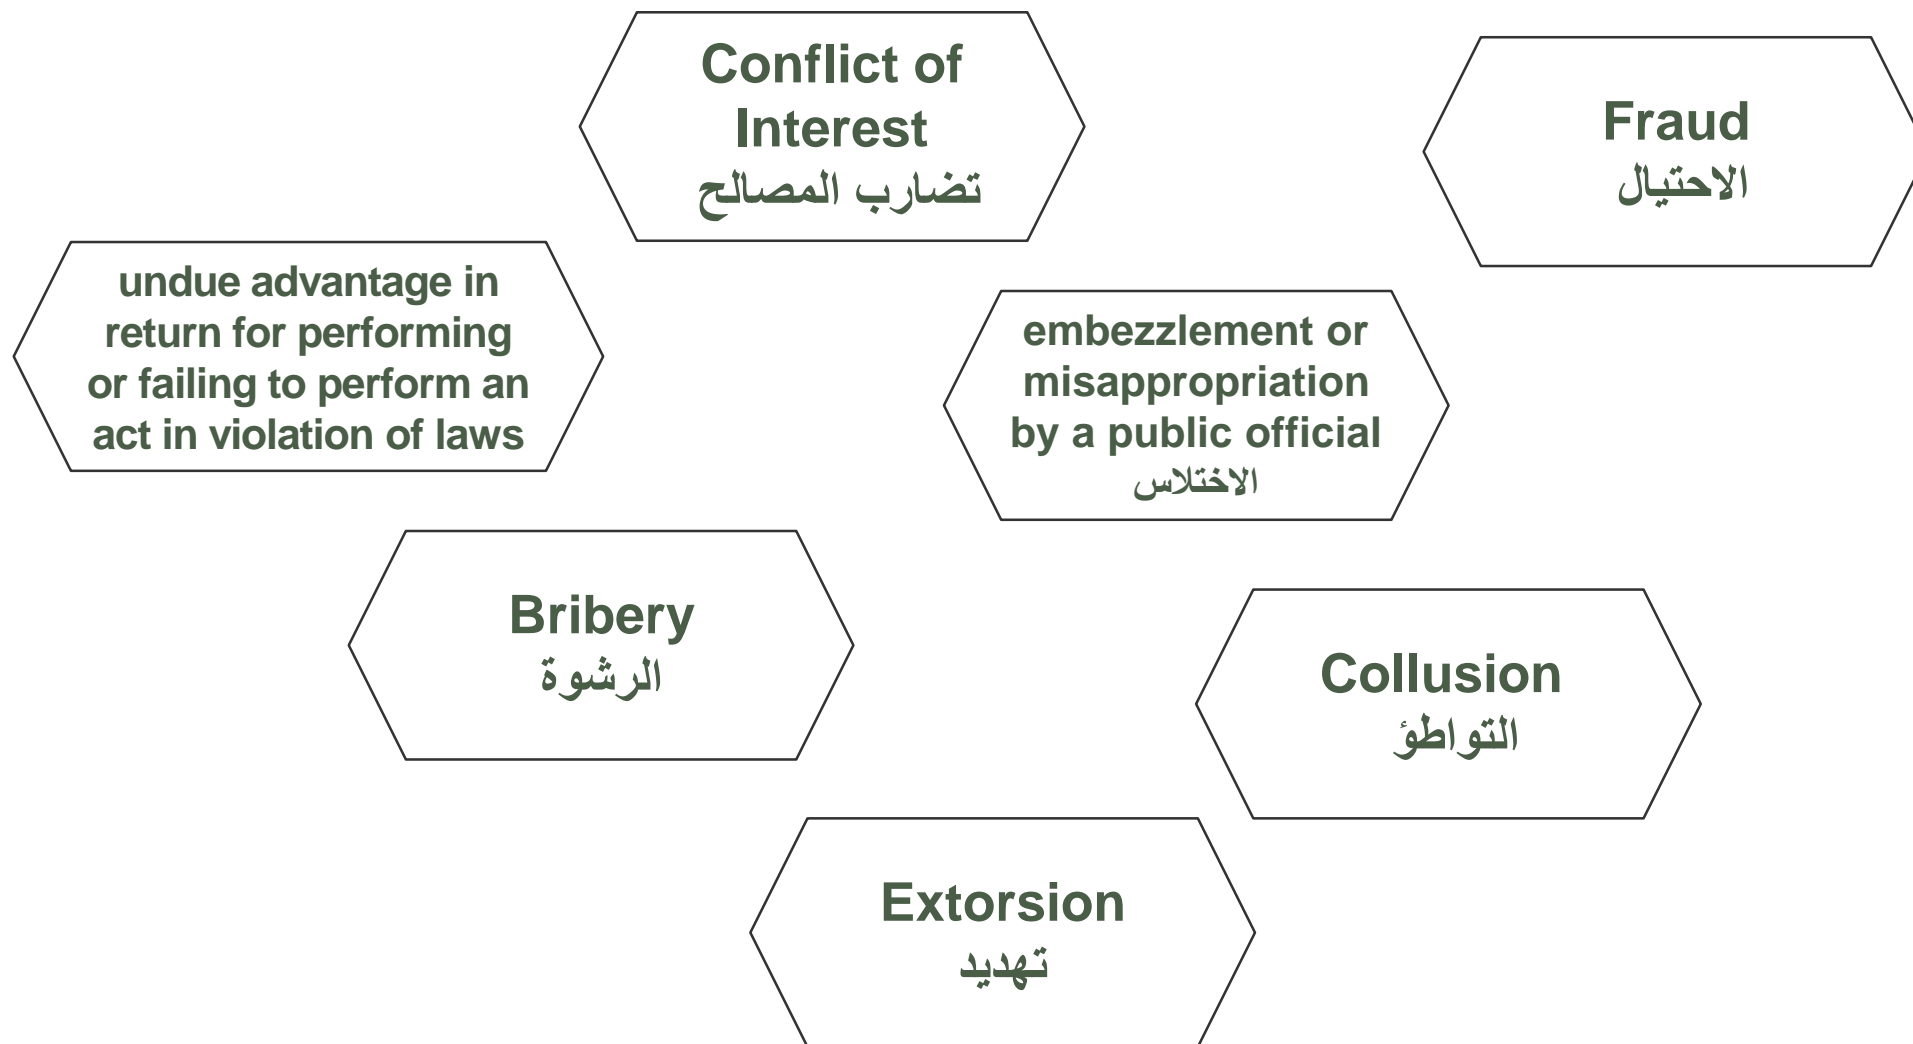 Conflict of
Interest
تضارب المصالح
Fraud
الاحتيال
undue advantage in
return for performing
or failing to perform an
act in violation of laws
embezzlement or
misappropriation
by a public official
الاختلاس
Bribery
الرشوة
Collusion
التواطؤ
Extorsion
تهديد